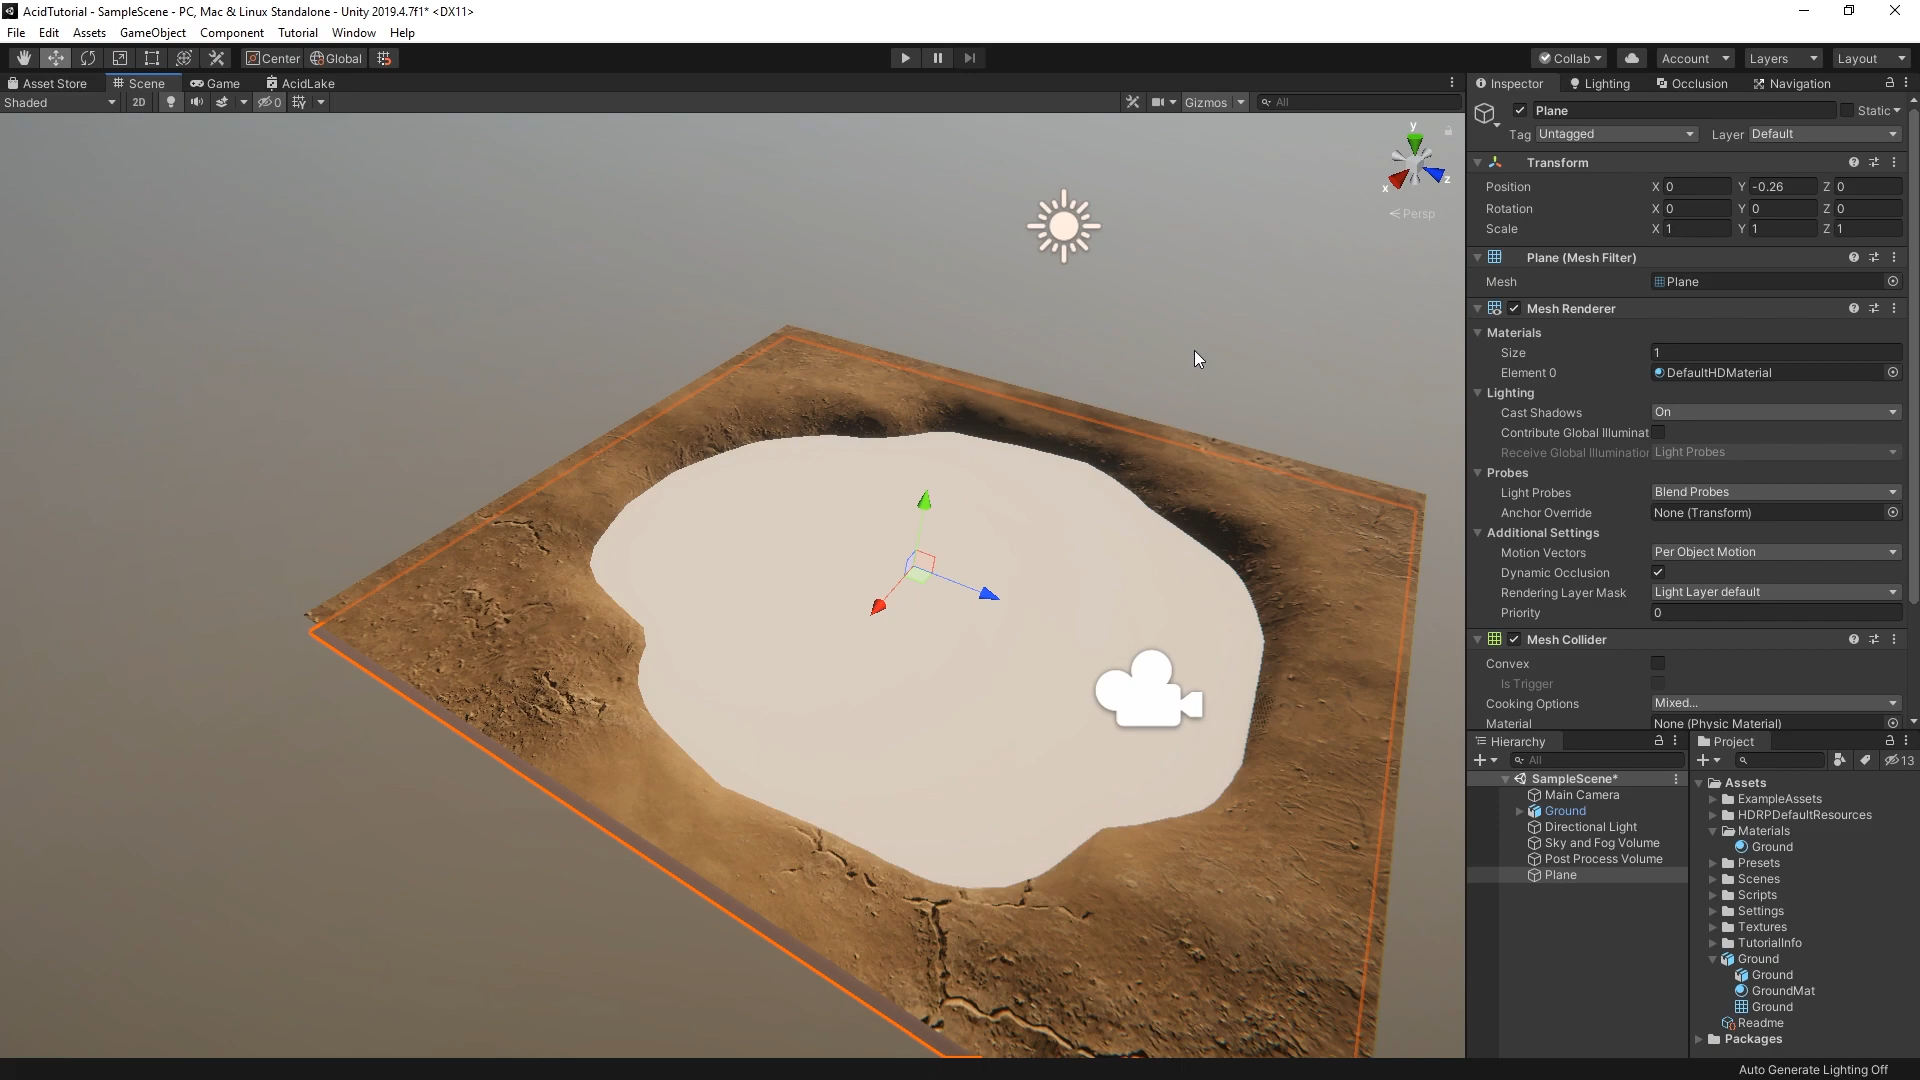 AcidTutorial - SampleScene - PC, Mac & Linux Standalone - Unity 2019.4.7f1* <DX11>
File Edit Assets GameObject Component Tutorial Window Help
Center Global Collab Account Layers Layout
Asset Store Scene Game AcidLake
Shaded 2D 0 Gizmos All
y
x
z
Persp
Inspector Lighting Occlusion Navigation
Plane Static
Tag Untagged Layer Default
Transform
Position X 0 Y -0.26 Z 0
Rotation X 0 Y 0 Z 0
Scale X 1 Y 1 Z 1
Plane (Mesh Filter)
Mesh Plane
Mesh Renderer
Materials
Size 1
Element 0 DefaultHDMaterial
Lighting
Cast Shadows On
Contribute Global Illuminat
Receive Global Illumination Light Probes
Probes
Light Probes Blend Probes
Anchor Override None (Transform)
Additional Settings
Motion Vectors Per Object Motion
Dynamic Occlusion
Rendering Layer Mask Light Layer default
Priority 0
Mesh Collider
Convex
Is Trigger
Cooking Options Mixed...
Material None (Physic Material)
Hierarchy
All
SampleScene*
Main Camera
Ground
Directional Light
Sky and Fog Volume
Post Process Volume
Plane
Project
13
Assets
ExampleAssets
HDRPDefaultResources
Materials
Ground
Presets
Scenes
Scripts
Settings
Textures
TutorialInfo
Ground
Ground
GroundMat
Ground
Readme
Packages
Auto Generate Lighting Off